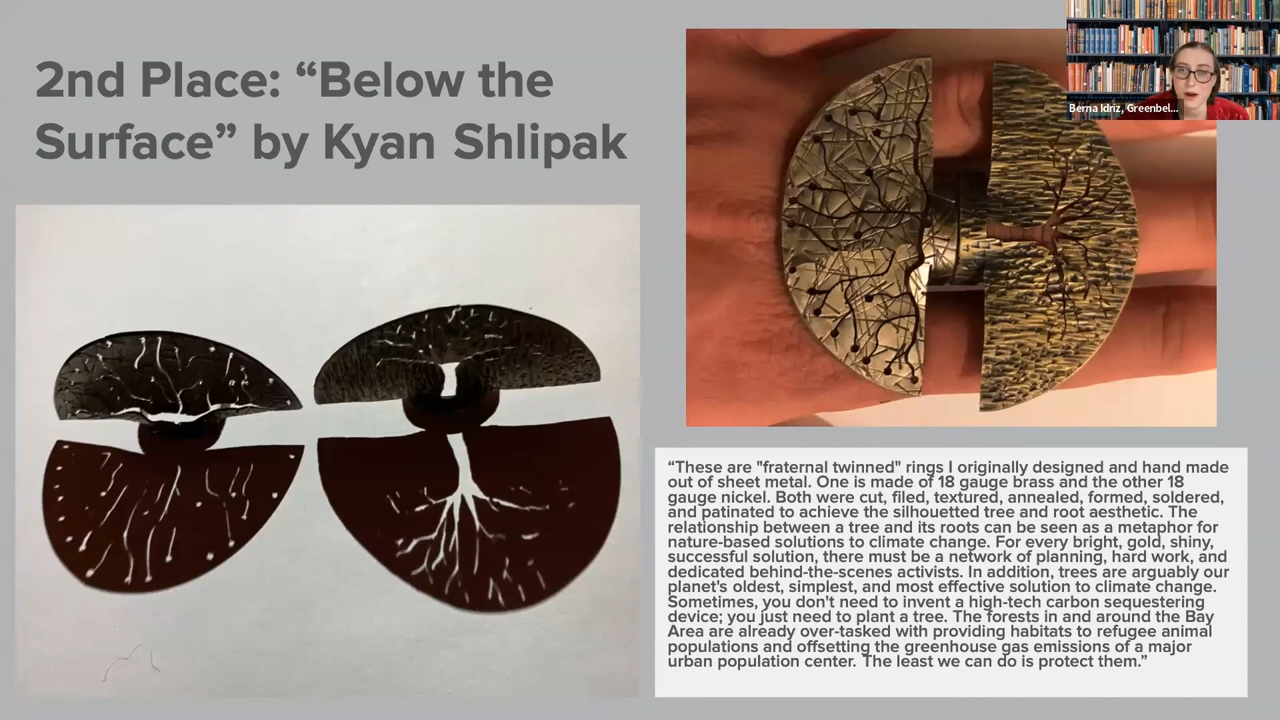 2nd Place: “Below the
Surface” by Kyan Shlipak
Berna Idriz, Greenbel...
“These are "fraternal twinned" rings I originally designed and hand made
out of sheet metal. One is made of 18 gauge brass and the other 18
gauge nickel. Both were cut, filed, textured, annealed, formed, soldered,
and patinated to achieve the silhouetted tree and root aesthetic. The
relationship between a tree and its roots can be seen as a metaphor for
nature-based solutions to climate change. For every bright, gold, shiny,
successful solution, there must be a network of planning, hard work, and
dedicated behind-the-scenes activists. In addition, trees are arguably our
planet's oldest, simplest, and most effective solution to climate change.
Sometimes, you don't need to invent a high-tech carbon sequestering
device; you just need to plant a tree. The forests in and around the Bay
Area are already over-tasked with providing habitats to refugee animal
populations and offsetting the greenhouse gas emissions of a major
urban population center. The least we can do is protect them.”